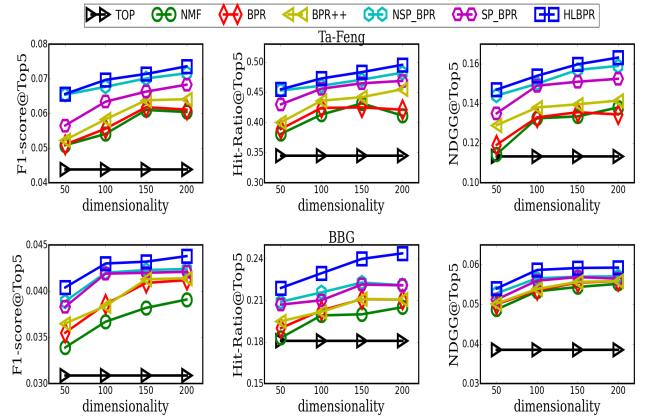 TOP NMF BPR BPR++ NSP_BPR SP_BPR HLBPR
Ta-Feng
F1-score@Top5
0.08
0.07
0.06
0.05
0.04
50 100 150 200
dimensionality
Hit-Ratio@Top5
0.50
0.45
0.40
0.35
0.30
50 100 150 200
dimensionality
NDGG@Top5
0.16
0.14
0.12
0.10
50 100 150 200
dimensionality
BBG
F1-score@Top5
0.045
0.040
0.035
0.030
50 100 150 200
dimensionality
Hit-Ratio@Top5
0.24
0.21
0.18
0.15
50 100 150 200
dimensionality
NDGG@Top5
0.06
0.05
0.04
0.03
50 100 150 200
dimensionality